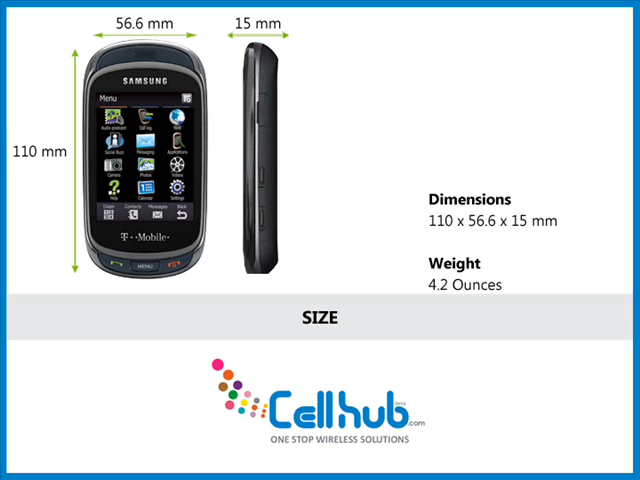 56.6 mm
15 mm
110 mm
SAMSUNG
Menu
Audio postcard Call log Web
Social Buzz Messaging Applications
Camera Photos Videos
Help Calendar Settings
Dialer Contacts Messages Back
T··Mobile·
MENU
Dimensions
110 x 56.6 x 15 mm
Weight
4.2 Ounces
SIZE
Cellhub.com
beta
ONE STOP WIRELESS SOLUTIONS